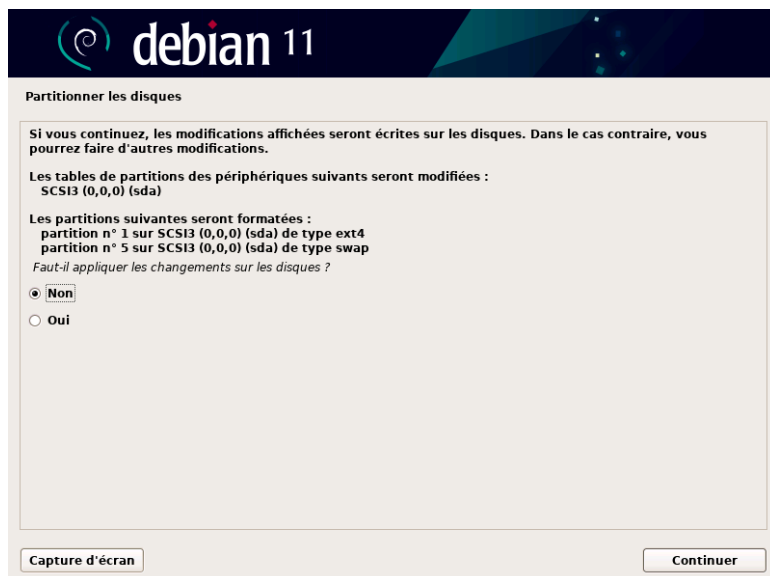 debian 11
Partitionner les disques
Si vous continuez, les modifications affichées seront écrites sur les disques. Dans le cas contraire, vous
pourrez faire d'autres modifications.
Les tables de partitions des périphériques suivants seront modifiées :
SCSI3 (0,0,0) (sda)
Les partitions suivantes seront formatées :
partition n° 1 sur SCSI3 (0,0,0) (sda) de type ext4
partition n° 5 sur SCSI3 (0,0,0) (sda) de type swap
Faut-il appliquer les changements sur les disques ?
Non
Oui
Capture d'écran
Continuer